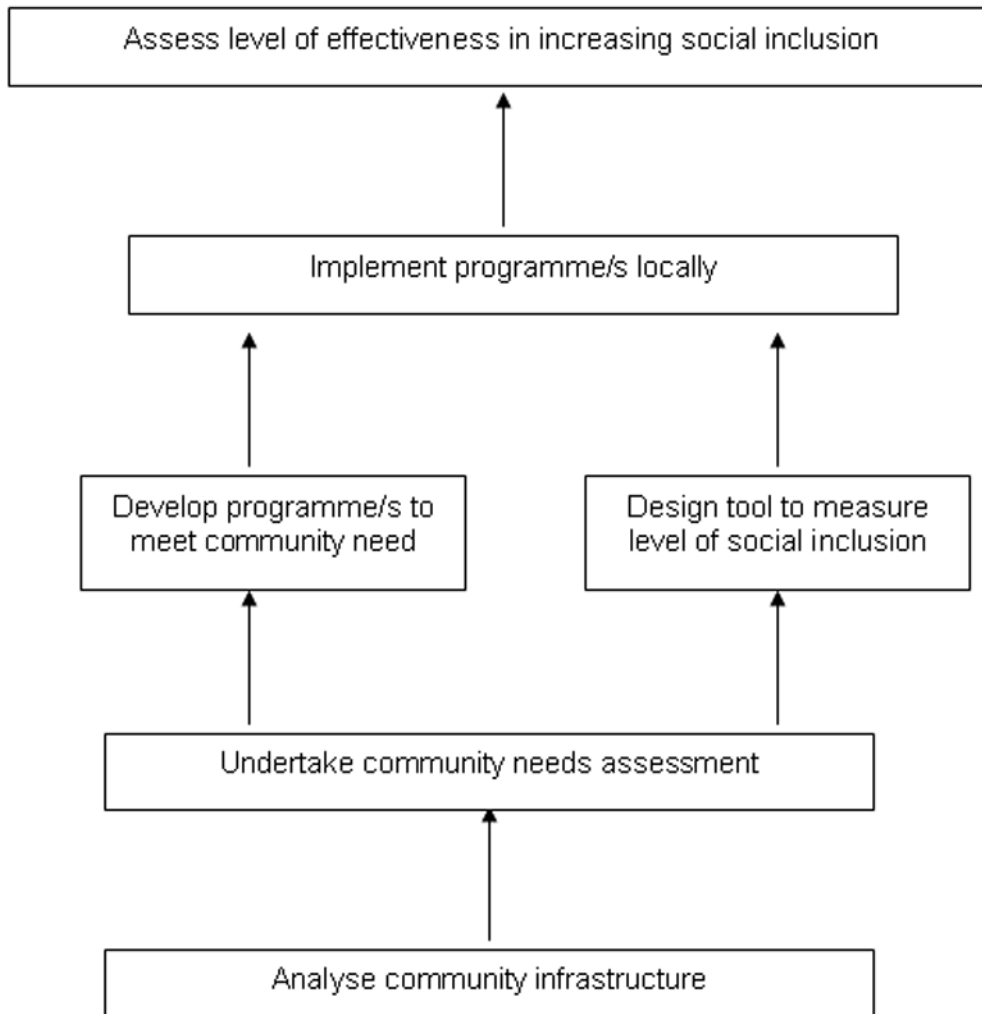 Assess level of effectiveness in increasing social inclusion
Implement programme/s locally
Develop programme/s to
meet community need
Design tool to measure
level of social inclusion
Undertake community needs assessment
Analyse community infrastructure